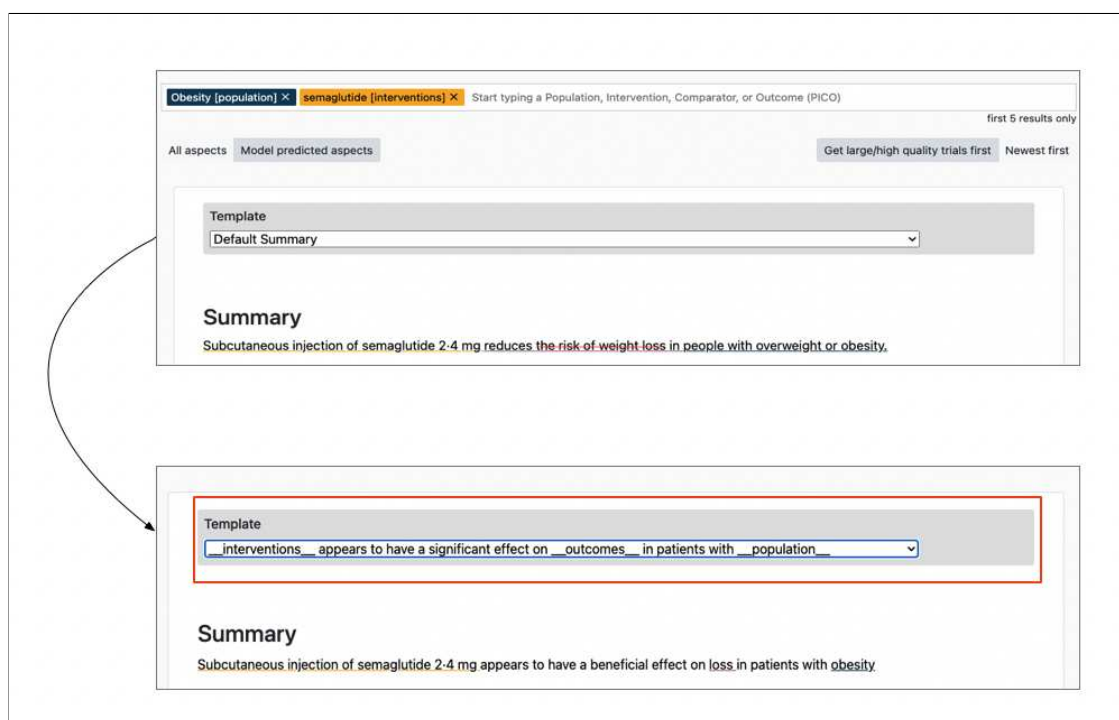 Obesity [population] × semaglutide [interventions] × Start typing a Population, Intervention, Comparator, or Outcome (PICO)
first 5 results only
All aspects Model predicted aspects Get large/high quality trials first Newest first
Template
Default Summary
Summary
Subcutaneous injection of semaglutide 2·4 mg reduces the risk of weight loss in people with overweight or obesity.
Template
__interventions__ appears to have a significant effect on __outcomes__ in patients with __population__
Summary
Subcutaneous injection of semaglutide 2·4 mg appears to have a beneficial effect on loss in patients with obesity